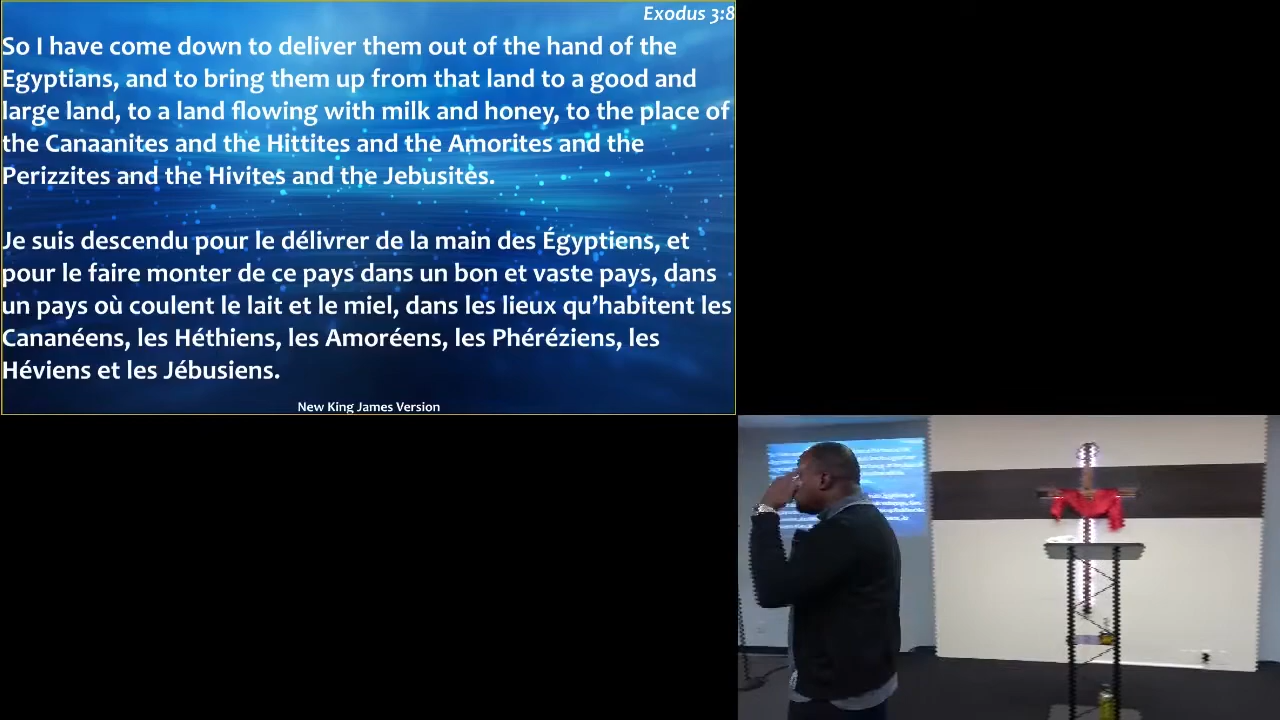 Exodus 3:8
So I have come down to deliver them out of the hand of the
Egyptians, and to bring them up from that land to a good and
large land, to a land flowing with milk and honey, to the place of
the Canaanites and the Hittites and the Amorites and the
Perizzites and the Hivites and the Jebusites.
Je suis descendu pour le délivrer de la main des Égyptiens, et
pour le faire monter de ce pays dans un bon et vaste pays, dans
un pays où coulent le lait et le miel, dans les lieux qu’habitent les
Cananéens, les Héthiens, les Amoréens, les Phéréziens, les
Héviens et les Jébusiens.
New King James Version